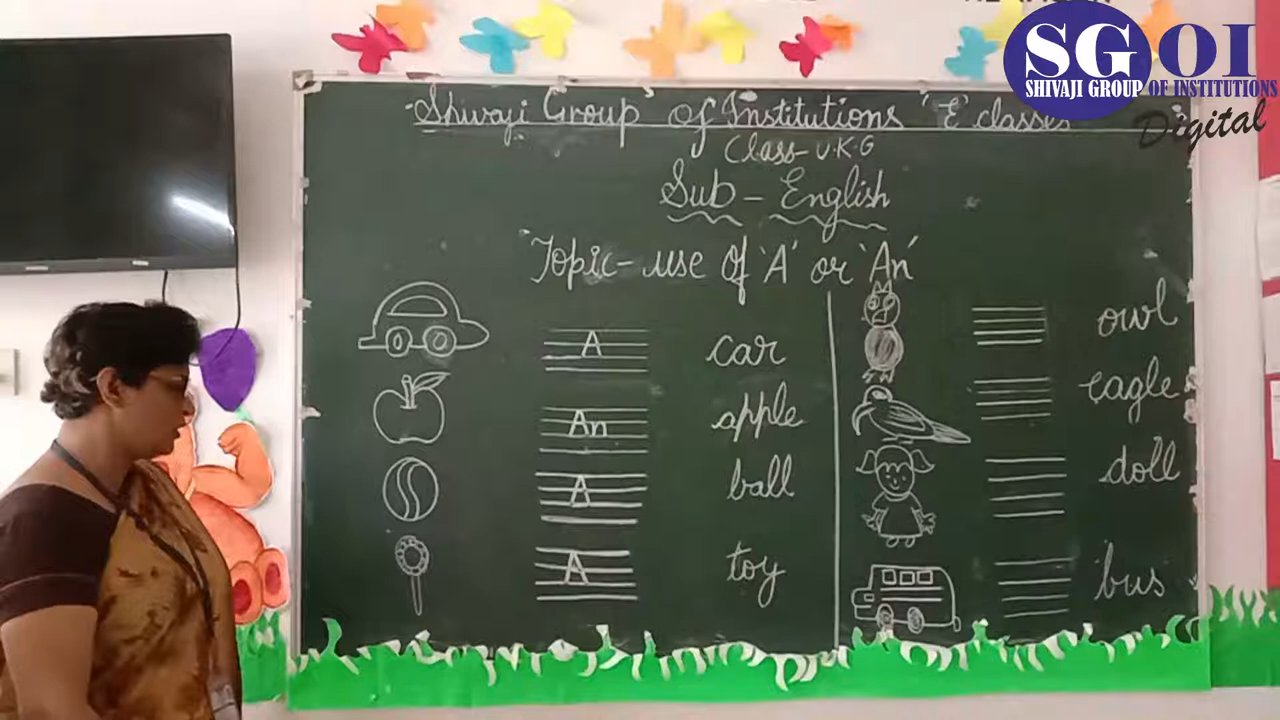 SGOI
SHIVAJI GROUP OF INSTITUTIONS
Digital
Shivaji Group of Institutions 'E' classes
Class- U.K.G
Sub - English
Topic- use of 'A' or 'An'
A car
An apple
A ball
A toy
owl
eagle
doll
bus